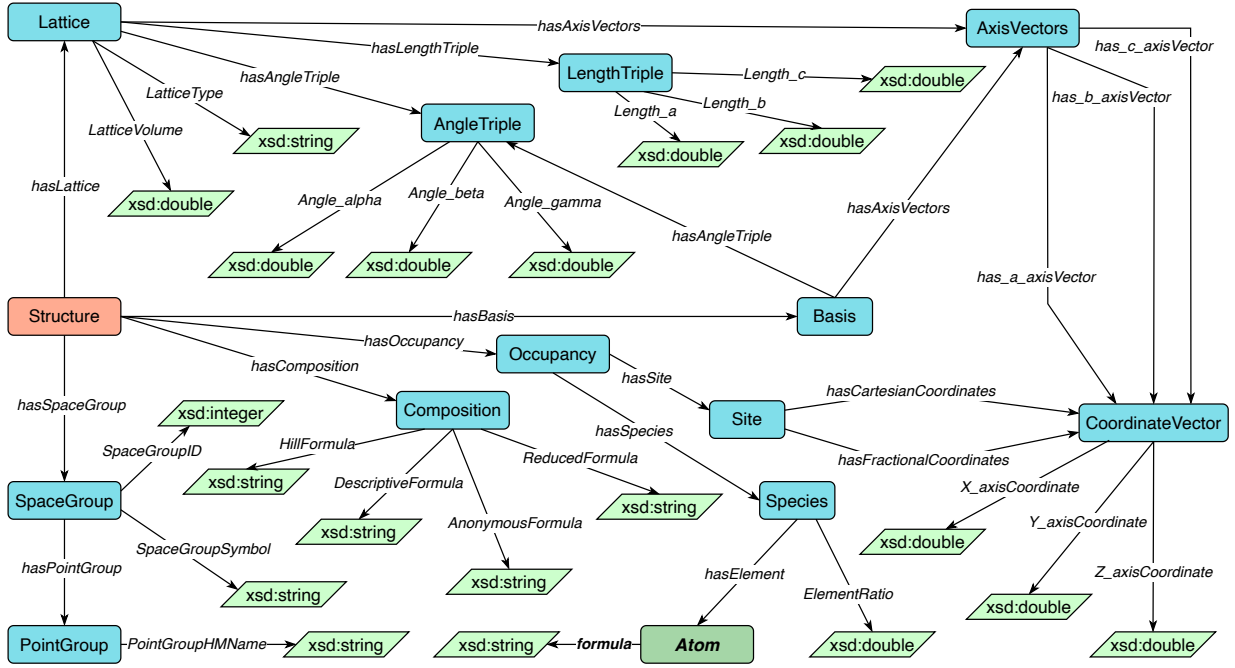 Lattice
hasAxisVectors
AxisVectors
hasLengthTriple
has_c_axisVector
hasAngleTriple
LengthTriple
Length_c
xsd:double
LatticeType
has_b_axisVector
Length_b
Length_a
AngleTriple
LatticeVolume
xsd:string
xsd:double
xsd:double
hasLattice
xsd:double
Angle_alpha
Angle_beta
Angle_gamma
hasAxisVectors
hasAngleTriple
xsd:double
xsd:double
xsd:double
has_a_axisVector
Structure
hasBasis
Basis
hasOccupancy
Occupancy
hasComposition
hasSite
hasCartesianCoordinates
hasSpaceGroup
xsd:integer
Composition
Site
CoordinateVector
hasSpecies
HillFormula
SpaceGroupID
ReducedFormula
hasFractionalCoordinates
xsd:string
DescriptiveFormula
X_axisCoordinate
SpaceGroup
xsd:string
Species
AnonymousFormula
Y_axisCoordinate
xsd:string
xsd:double
SpaceGroupSymbol
hasPointGroup
hasElement
Z_axisCoordinate
xsd:string
xsd:string
ElementRatio
xsd:double
PointGroup
PointGroupHMName
xsd:string
xsd:string
formula
Atom
xsd:double
xsd:double